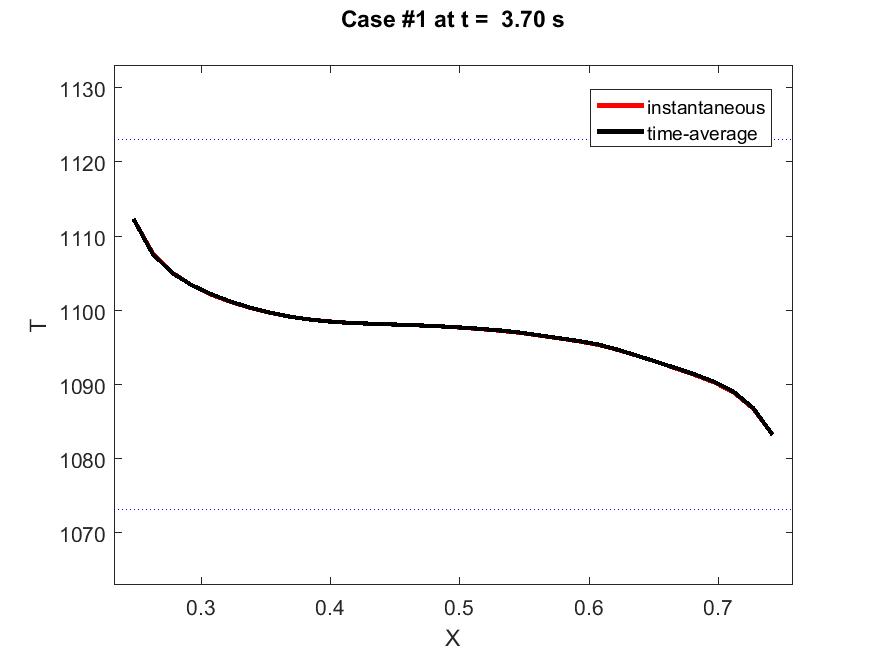 Case #1 at t =  3.70 s
1130
1120
1110
1100
1090
1080
1070
T
instantaneous
time-average
0.3 0.4 0.5 0.6 0.7
X